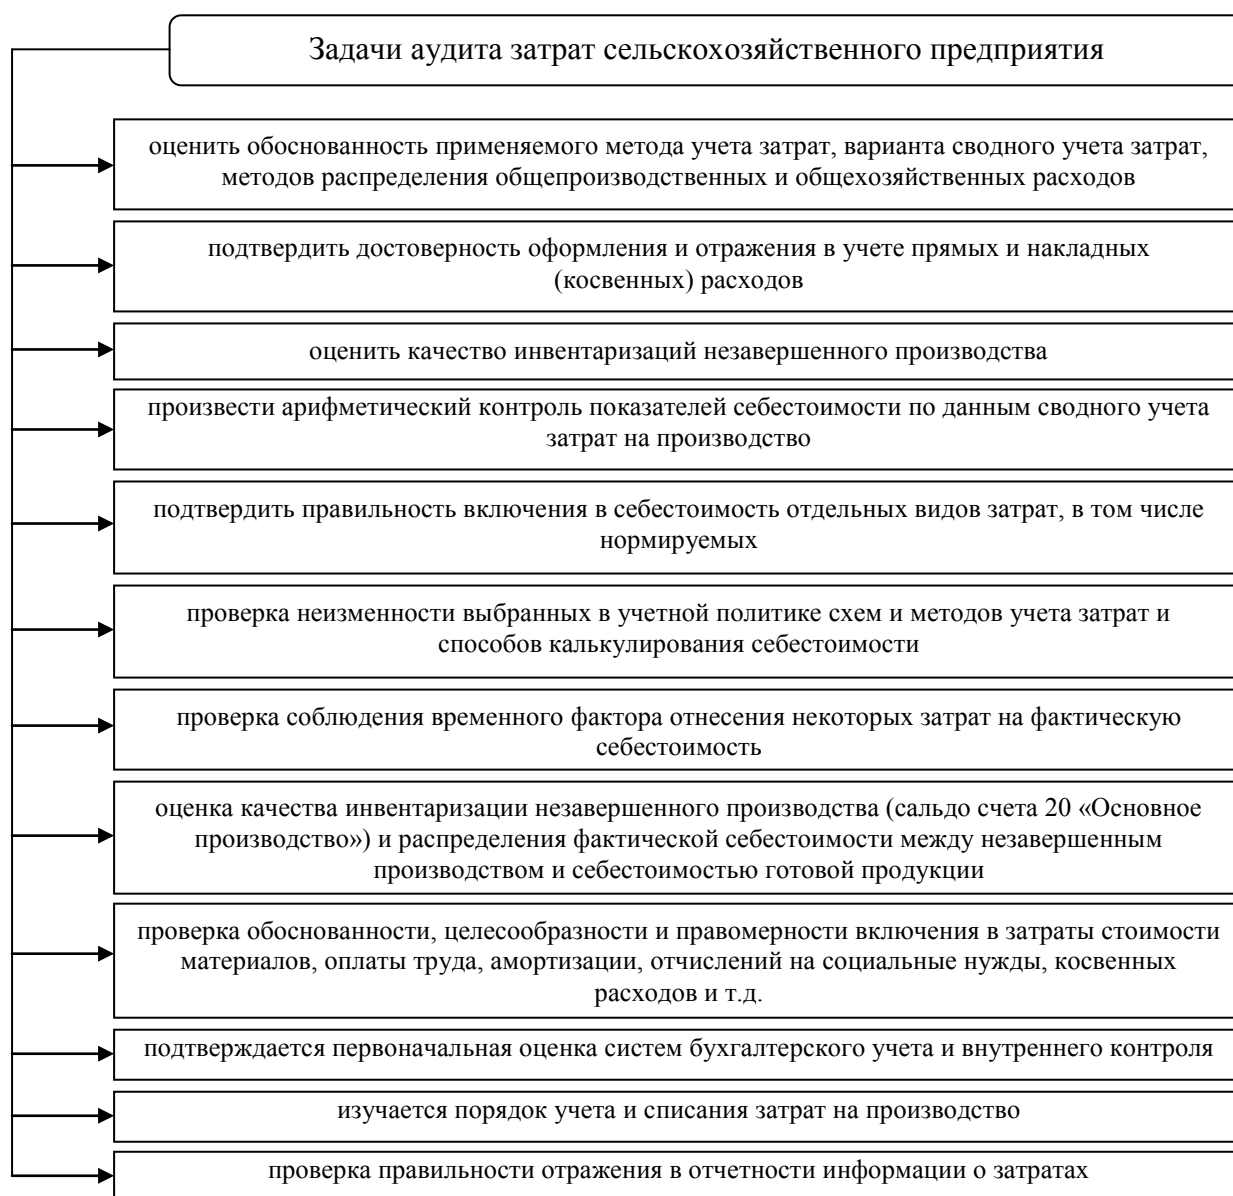 Задачи аудита затрат сельскохозяйственного предприятия
оценить обоснованность применяемого метода учета затрат, варианта сводного учета затрат,
методов распределения общепроизводственных и общехозяйственных расходов
подтвердить достоверность оформления и отражения в учете прямых и накладных
(косвенных) расходов
оценить качество инвентаризаций незавершенного производства
произвести арифметический контроль показателей себестоимости по данным сводного учета
затрат на производство
подтвердить правильность включения в себестоимость отдельных видов затрат, в том числе
нормируемых
проверка неизменности выбранных в учетной политике схем и методов учета затрат и
способов калькулирования себестоимости
проверка соблюдения временного фактора отнесения некоторых затрат на фактическую
себестоимость
оценка качества инвентаризации незавершенного производства (сальдо счета 20 «Основное
производство») и распределения фактической себестоимости между незавершенным
производством и себестоимостью готовой продукции
проверка обоснованности, целесообразности и правомерности включения в затраты стоимости
материалов, оплаты труда, амортизации, отчислений на социальные нужды, косвенных
расходов и т.д.
подтверждается первоначальная оценка систем бухгалтерского учета и внутреннего контроля
изучается порядок учета и списания затрат на производство
проверка правильности отражения в отчетности информации о затратах